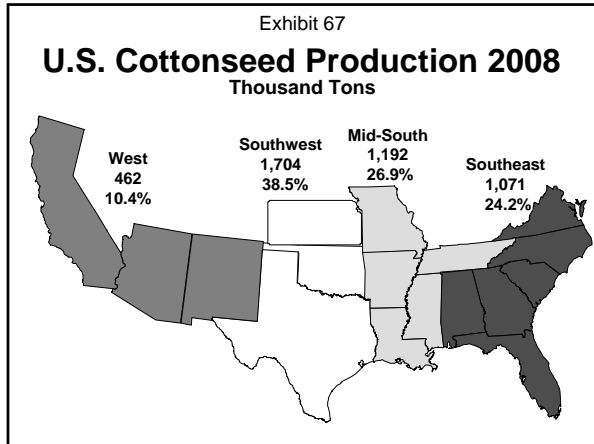 Exhibit 67
U.S. Cottonseed Production 2008
Thousand Tons
West
462
10.4%
Southwest
1,704
38.5%
Mid-South
1,192
26.9%
Southeast
1,071
24.2%